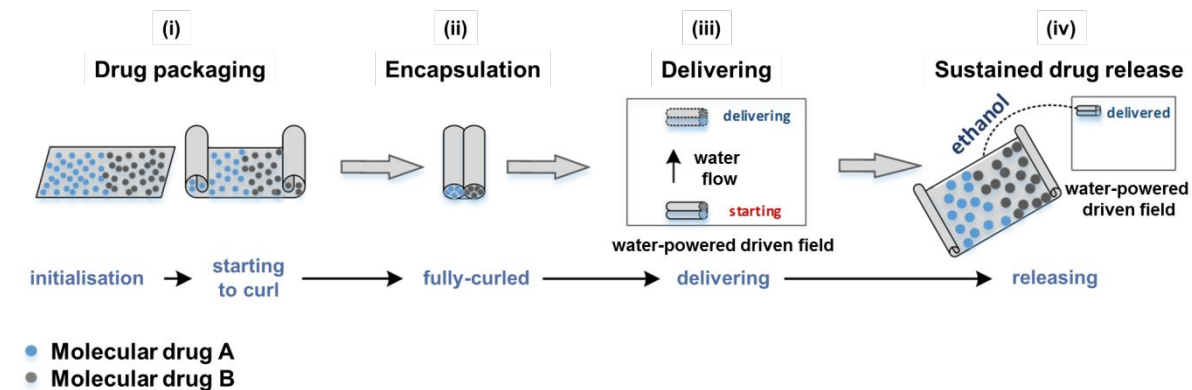 (i)
(ii)
(iii)
(iv)
Drug packaging
Encapsulation
Delivering
Sustained drug release
delivering
water
flow
starting
water-powered driven field
ethanol
delivered
water-powered
driven field
initialisation
starting
to curl
fully-curled
delivering
releasing
Molecular drug A
Molecular drug B